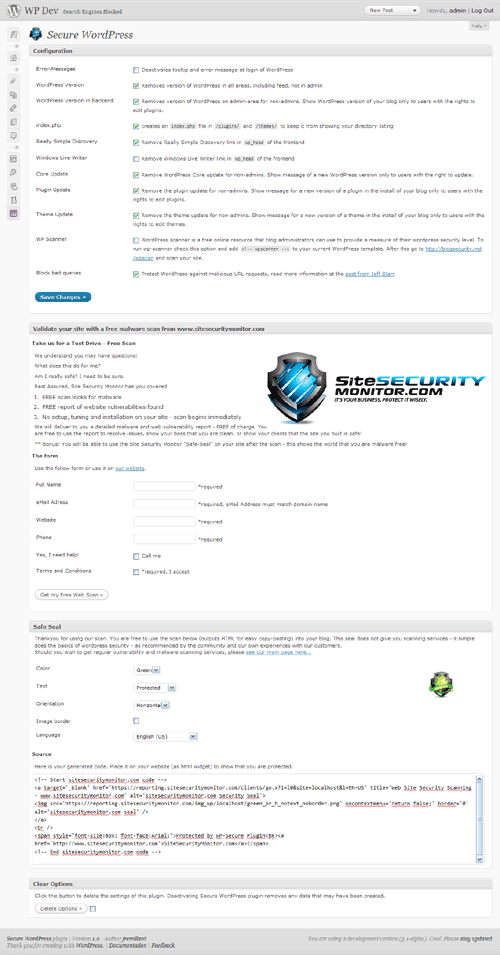 WP Dev Search Engines Blocked
New Post Howdy, admin | Log Out
Help
Secure WordPress
Configuration
Error-Messages Deactivates tooltip and error message at login of WordPress
WordPress Version Removes version of WordPress in all areas, including feed, not in admin
WordPress Version in Backend Removes version of WordPress on admin-area for non-admins. Show WordPress version of your blog only to users with the rights to
edit plugins.
index.php creates an index.php file in /plugins/ and /themes/ to keep it from showing your directory listing
Really Simple Discovery Remove Really Simple Discovery link in wp_head of the frontend
Windows Live Writer Remove Windows Live Writer link in wp_head of the frontend
Core Update Remove WordPress Core update for non-admins. Show message of a new WordPress version only to users with the right to update.
Plugin Update Remove the plugin update for non-admins. Show message for a new version of a plugin in the install of your blog only to users with the
rights to edit plugins.
Theme Update Remove the theme update for non-admins. Show message for a new version of a theme in the install of your blog only to users with the
rights to edit themes.
WP Scanner WordPress scanner is a free online resource that blog administrators can use to provide a measure of their wordpress security level. To
run wp-scanner check this option and add <!-- wpscanner --> to your current WordPress template. After this go to http://blogsecurity.net
/wpscan and scan your site.
Block bad queries Protect WordPress against malicious URL requests, read more information at the post from Jeff Starr
Save Changes »
Validate your site with a free malware scan from www.sitesecuritymonitor.com
Take us for a Test Drive - Free Scan
We understand you may have questions:
What does this do for me?
Am I really safe? I need to be sure.
Best Assured, Site Security Monitor has you covered
1. FREE scan looks for malware
2. FREE report of website vulnerabilities found
3. No setup, tuning and installation on your site - scan begins immediately
SiteSECURITY
MONITOR.COM
IT'S YOUR BUSINESS, PROTECT IT WISELY.
We will deliver to you a detailed malware and web vulnerability report - FREE of charge. You
are free to use the report to resolve issues, show your boss that you are clean, or show your clients that the site you built is safe!
** Bonus: You will be able to use the Site Security Monitor "Safe-Seal" on your site after the scan - this shows the world that you are malware free!
The form
Use the follow form or use it on our website.
Full Name *required
eMail Adress *required, eMail Address must match domain name
Website *required
Phone *required
Yes, I need help! Call me
Terms and Conditions *required, I accept
Get my Free Web Scan »
Safe Seal
Thankyou for using our scan. You are free to use the scan below (outputs HTML for easy copy-pasting) into your blog. This seal does not give you scanning services - it simple
does the basics of wordpress security - as recommended by the community and our own experiences with our customers.
Should you wish to get regular vulnerability and malware scanning services, please see our main page here...
Color Green
Text Protected
Orientation Horizontal
Image border
Language English (US)
Source
Here is your generated code. Place it on your website (as html widget) to show that you are protected.
<!-- Start sitesecuritymonitor.com code -->
<a target="_blank" href="https://reporting.sitesecuritymonitor.com/clients/go.x?i=10&site=localhost&l=EN-US" title="Web Site Security Scanning
- www.sitesecuritymonitor.com" alt="sitesecuritymonitor.com Security Seal">
<img src="https://reporting.sitesecuritymonitor.com/img_wp/localhost/green_pr_h_notext_noborder.png" oncontextmenu="return false;" border="0"
alt="sitesecuritymonitor.com seal" />
</a>
<br />
<span style="font-size:8px; font-face:Arial;">Protected by WP-Secure Plugin<BR><a
href='http://www.sitesecuritymonitor.com'>SiteSecurityMonitor.com</a></span>
<!-- End sitesecuritymonitor.com code -->
Clear Options
Click this button to delete the settings of this plugin. Deactivating Secure WordPress plugin removes any data that may have been created.
Delete Options »
Secure WordPress plugin | Version 1.0 | Author jremillard
Thank you for creating with WordPress. | Documentation | Feedback
You are using a development version (3.1-alpha). Cool! Please stay updated.